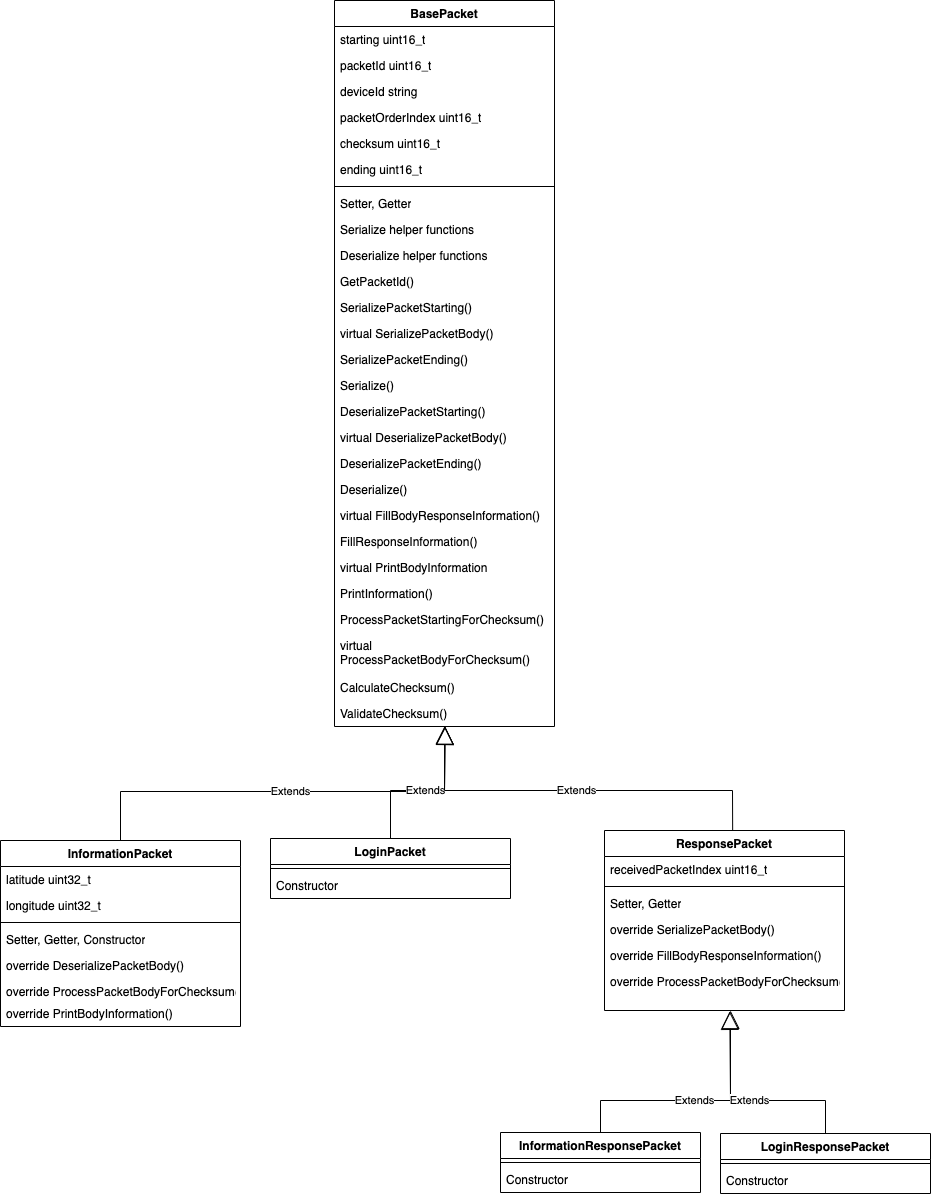 BasePacket
starting uint16_t
packetId uint16_t
deviceId string
packetOrderIndex uint16_t
checksum uint16_t
ending uint16_t
Setter, Getter
Serialize helper functions
Deserialize helper functions
GetPacketId()
SerializePacketStarting()
virtual SerializePacketBody()
SerializePacketEnding()
Serialize()
DeserializePacketStarting()
virtual DeserializePacketBody()
DeserializePacketEnding()
Deserialize()
virtual FillBodyResponseInformation()
FillResponseInformation()
virtual PrintBodyInformation
PrintInformation()
ProcessPacketStartingForChecksum()
virtual
ProcessPacketBodyForChecksum()
CalculateChecksum()
ValidateChecksum()
Extends
Extends
Extends
InformationPacket
latitude uint32_t
longitude uint32_t
Setter, Getter, Constructor
override DeserializePacketBody()
override ProcessPacketBodyForChecksum(
override PrintBodyInformation()
LoginPacket
Constructor
ResponsePacket
receivedPacketIndex uint16_t
Setter, Getter
override SerializePacketBody()
override FillBodyResponseInformation()
override ProcessPacketBodyForChecksum(
Extends
Extends
InformationResponsePacket
Constructor
LoginResponsePacket
Constructor